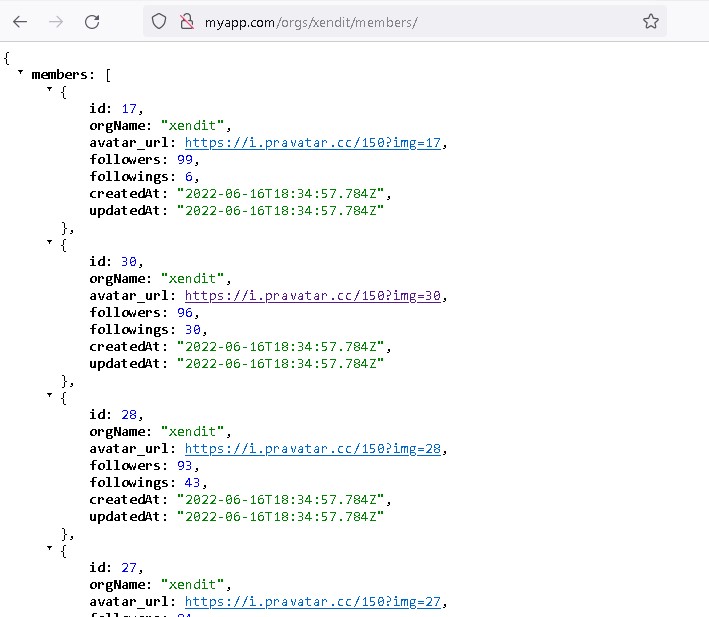 myapp.com/orgs/xendit/members/
{
members: [
{
id: 17,
orgName: "xendit",
avatar_url: https://i.pravatar.cc/150?img=17,
followers: 99,
followings: 6,
createdAt: "2022-06-16T18:34:57.784Z",
updatedAt: "2022-06-16T18:34:57.784Z"
},
{
id: 30,
orgName: "xendit",
avatar_url: https://i.pravatar.cc/150?img=30,
followers: 96,
followings: 30,
createdAt: "2022-06-16T18:34:57.784Z",
updatedAt: "2022-06-16T18:34:57.784Z"
},
{
id: 28,
orgName: "xendit",
avatar_url: https://i.pravatar.cc/150?img=28,
followers: 93,
followings: 43,
createdAt: "2022-06-16T18:34:57.784Z",
updatedAt: "2022-06-16T18:34:57.784Z"
},
{
id: 27,
orgName: "xendit",
avatar_url: https://i.pravatar.cc/150?img=27,